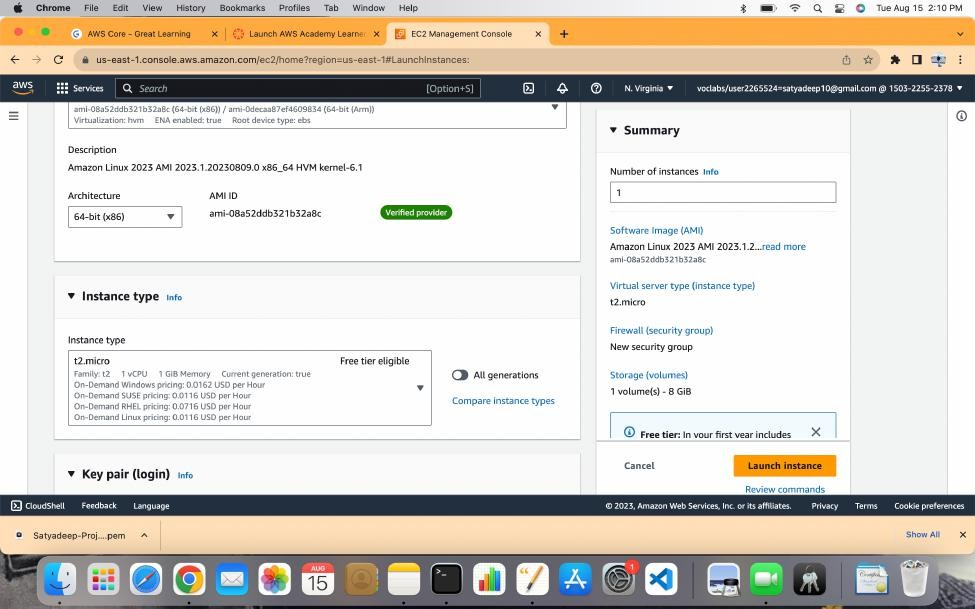 Chrome File Edit View History Bookmarks Profiles Tab Window Help Tue Aug 15 2:10 PM
AWS Core – Great Learning
Launch AWS Academy Learner
EC2 Management Console
us-east-1.console.aws.amazon.com/ec2/home?region=us-east-1#LaunchInstances:
aws Services Search [Option+S] N. Virginia voclabs/user2265524=satyadeep10@gmail.com @ 1503-2255-2378
ami-08a52ddb321b32a8c (64-bit (x86)) / ami-0decaa87ef4609834 (64-bit (Arm))
Virtualization: hvm ENA enabled: true Root device type: ebs
Description
Amazon Linux 2023 AMI 2023.1.20230809.0 x86_64 HVM kernel-6.1
Architecture AMI ID
64-bit (x86) ami-08a52ddb321b32a8c Verified provider
Instance type Info
Instance type
t2.micro Free tier eligible
Family: t2 1 vCPU 1 GiB Memory Current generation: true
On-Demand Windows pricing: 0.0162 USD per Hour
On-Demand SUSE pricing: 0.0116 USD per Hour
On-Demand RHEL pricing: 0.0716 USD per Hour
On-Demand Linux pricing: 0.0116 USD per Hour
All generations
Compare instance types
Key pair (login) Info
Summary
Number of instances Info
1
Software Image (AMI)
Amazon Linux 2023 AMI 2023.1.2...read more
ami-08a52ddb321b32a8c
Virtual server type (instance type)
t2.micro
Firewall (security group)
New security group
Storage (volumes)
1 volume(s) - 8 GiB
Free tier: In your first year includes
Cancel Launch instance
Review commands
CloudShell Feedback Language © 2023, Amazon Web Services, Inc. or its affiliates. Privacy Terms Cookie preferences
Satyadeep-Proj....pem Show All
AUG
15
1